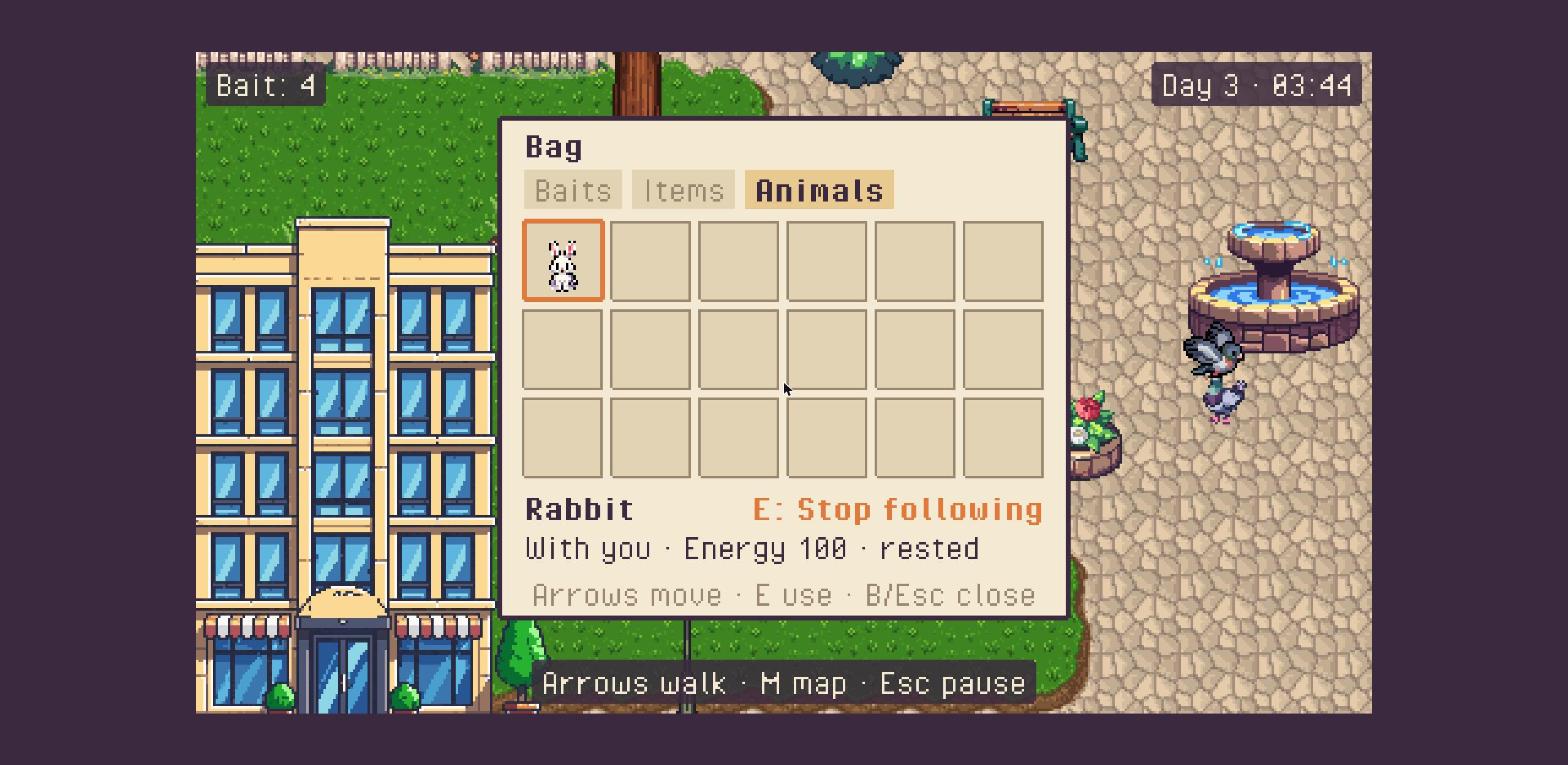 Bait: 4
Day 3 · 03:44
Bag
Baits Items Animals
Rabbit E: Stop following
With you · Energy 100 · rested
Arrows move · E use · B/Esc close
Arrows walk · M map · Esc pause